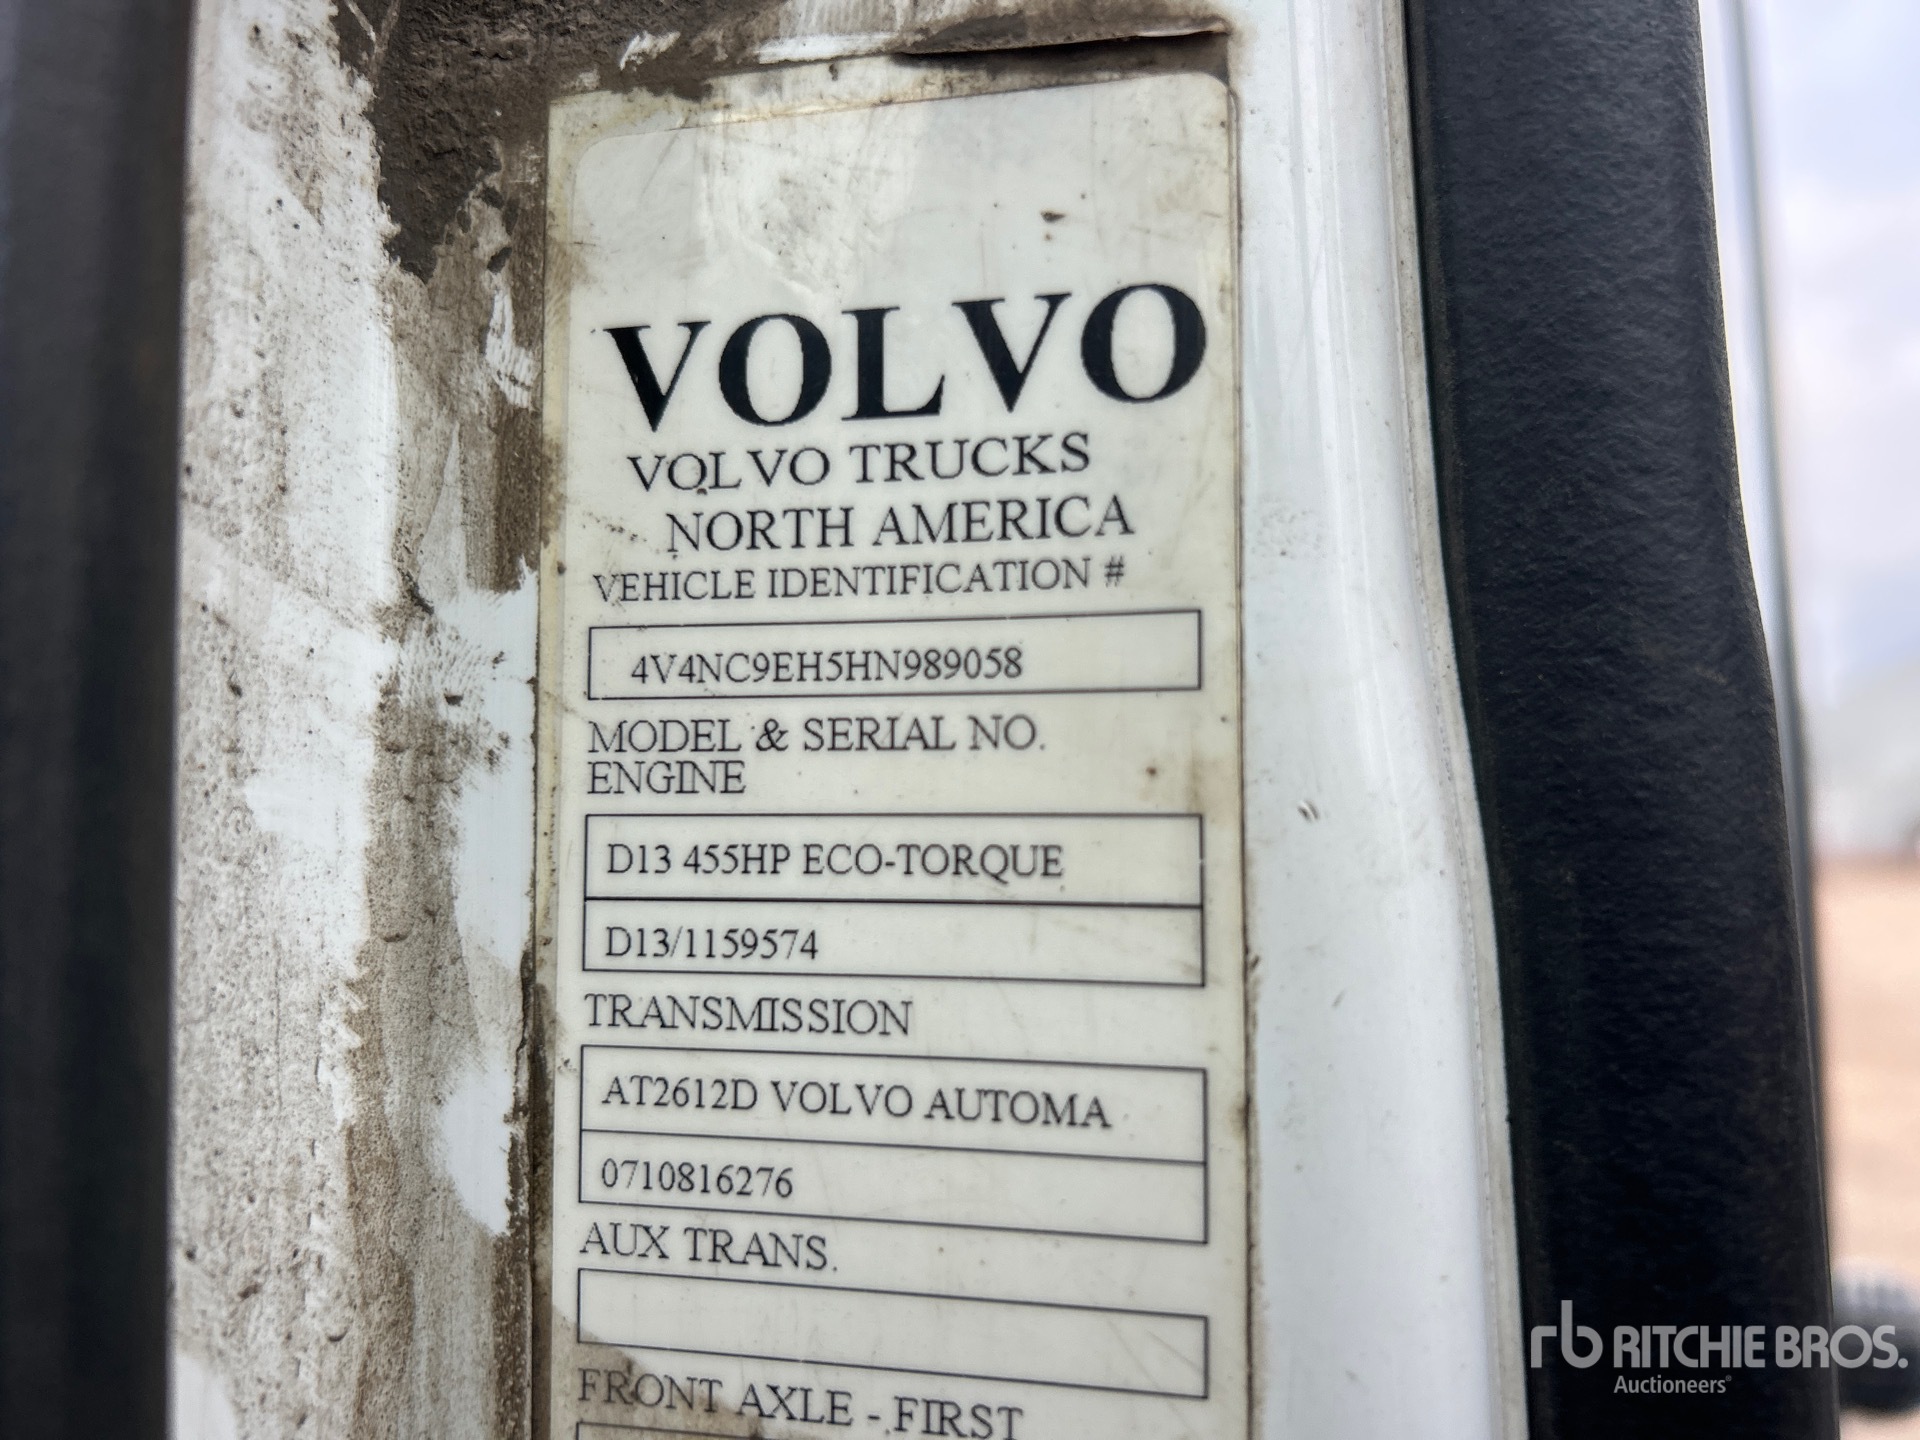 VOLVO
VOLVO TRUCKS
NORTH AMERICA
VEHICLE IDENTIFICATION #
4V4NC9EH5HN989058
MODEL & SERIAL NO.
ENGINE
D13 455HP ECO-TORQUE
D13/1159574
TRANSMISSION
AT2612D VOLVO AUTOMA
0710816276
AUX TRANS.
FRONT AXLE - FIRST
rb RITCHIE BROS.
Auctioneers®